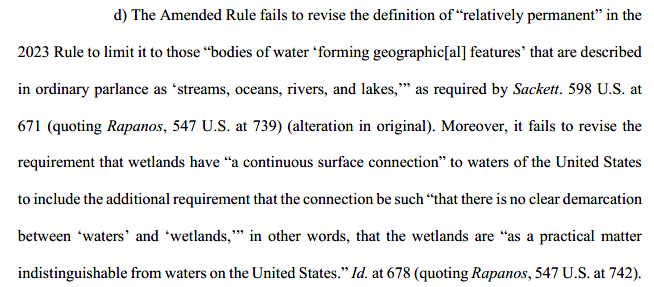 d) The Amended Rule fails to revise the definition of “relatively permanent” in the
2023 Rule to limit it to those “bodies of water ‘forming geographic[al] features’ that are described
in ordinary parlance as ‘streams, oceans, rivers, and lakes,’” as required by Sackett. 598 U.S. at
671 (quoting Rapanos, 547 U.S. at 739) (alteration in original). Moreover, it fails to revise the
requirement that wetlands have “a continuous surface connection” to waters of the United States
to include the additional requirement that the connection be such “that there is no clear demarcation
between ‘waters’ and ‘wetlands,’” in other words, that the wetlands are “as a practical matter
indistinguishable from waters on the United States.” Id. at 678 (quoting Rapanos, 547 U.S. at 742).